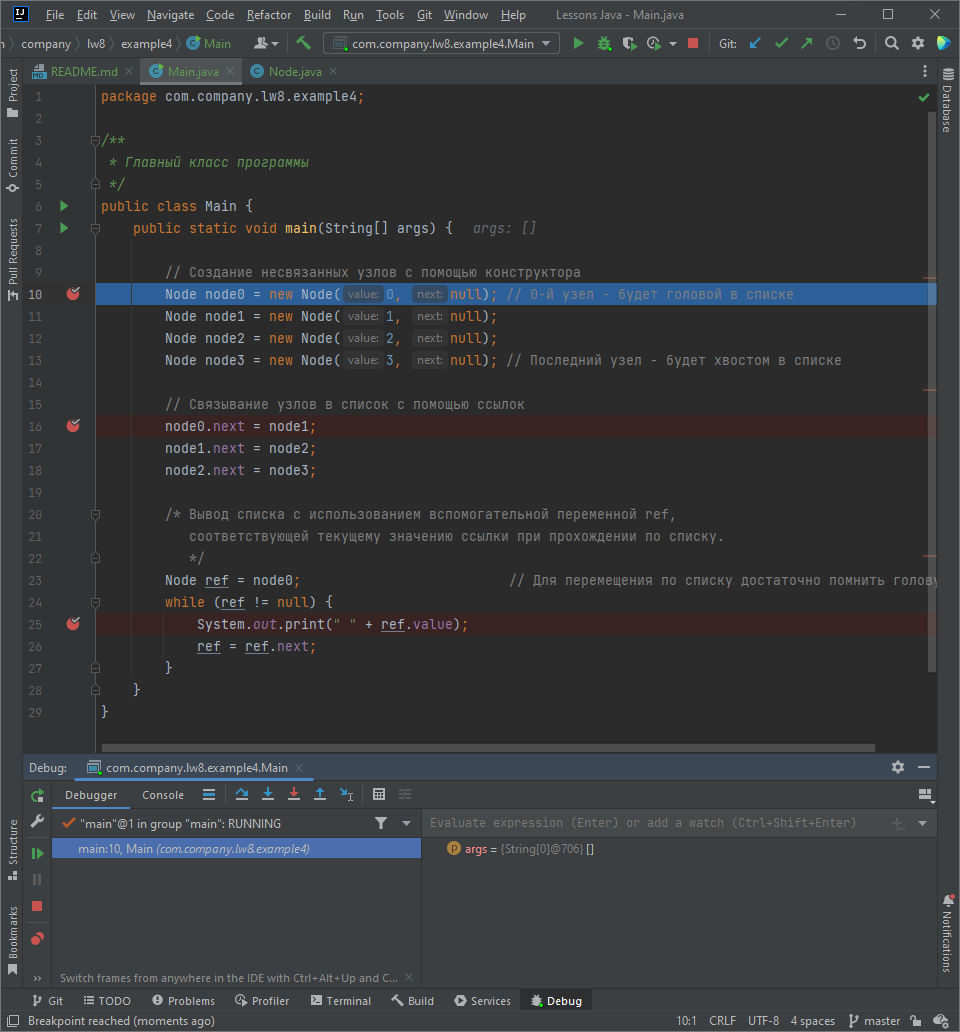 File Edit View Navigate Code Refactor Build Run Tools Git Window Help Lessons Java - Main.java
company lw8 example4 Main com.company.lw8.example4.Main Git:
README.md Main.java Node.java
Project
Commit
Pull Requests
Structure
Bookmarks
Database
Notifications
1 package com.company.lw8.example4;
2
3 /**
4 * Главный класс программы
5 */
6 public class Main {
7 public static void main(String[] args) { args: []
8
9 // Создание несвязанных узлов с помощью конструктора
10 Node node0 = new Node( value: 0, next: null); // 0-й узел - будет головой в списке
11 Node node1 = new Node( value: 1, next: null);
12 Node node2 = new Node( value: 2, next: null);
13 Node node3 = new Node( value: 3, next: null); // Последний узел - будет хвостом в списке
14
15 // Связывание узлов в список с помощью ссылок
16 node0.next = node1;
17 node1.next = node2;
18 node2.next = node3;
19
20 /* Вывод списка с использованием вспомогательной переменной ref,
21 соответствующей текущему значению ссылки при прохождении по списку.
22 */
23 Node ref = node0; // Для перемещения по списку достаточно помнить голову
24 while (ref != null) {
25 System.out.print(" " + ref.value);
26 ref = ref.next;
27 }
28 }
29 }
Debug: com.company.lw8.example4.Main
Debugger Console
"main"@1 in group "main": RUNNING
Evaluate expression (Enter) or add a watch (Ctrl+Shift+Enter)
main:10, Main (com.company.lw8.example4)
args = {String[0]@706} []
Switch frames from anywhere in the IDE with Ctrl+Alt+Up and C...
Git TODO Problems Profiler Terminal Build Services Debug
Breakpoint reached (moments ago) 10:1 CRLF UTF-8 4 spaces master